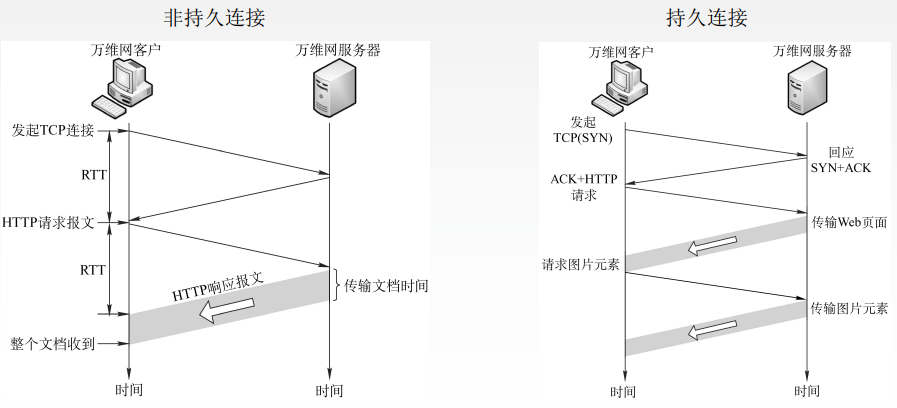 非持久连接
万维网客户
万维网服务器
发起TCP连接
RTT
HTTP请求报文
RTT
HTTP响应报文
传输文档时间
整个文档收到
时间
时间
持久连接
万维网客户
万维网服务器
发起
TCP(SYN)
回应
SYN+ACK
ACK+HTTP
请求
传输Web页面
请求图片元素
传输图片元素
时间
时间